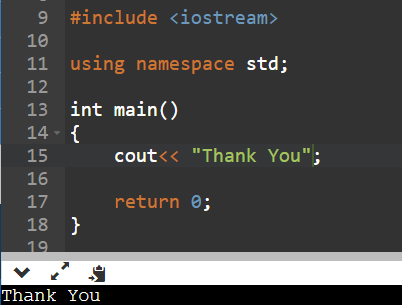 9 #include <iostream>
10
11 using namespace std;
12
13 int main()
14 {
15     cout<< "Thank You";
16
17     return 0;
18 }
19
Thank You